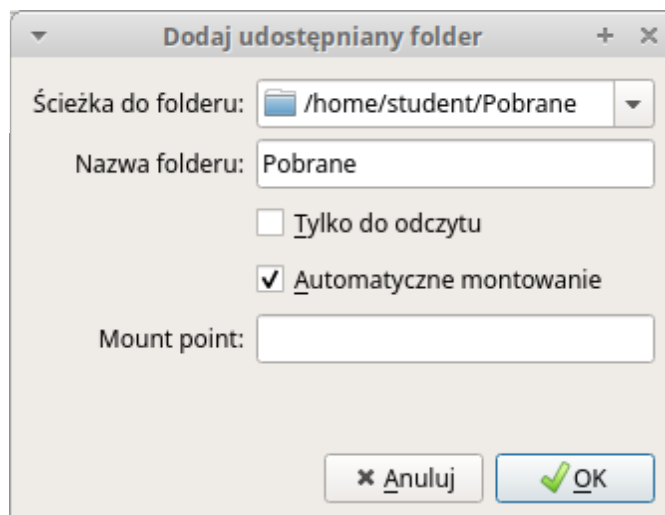 Dodaj udostępniany folder
Ścieżka do folderu: /home/student/Pobrane
Nazwa folderu: Pobrane
Tylko do odczytu
Automatyczne montowanie
Mount point:
Anuluj OK